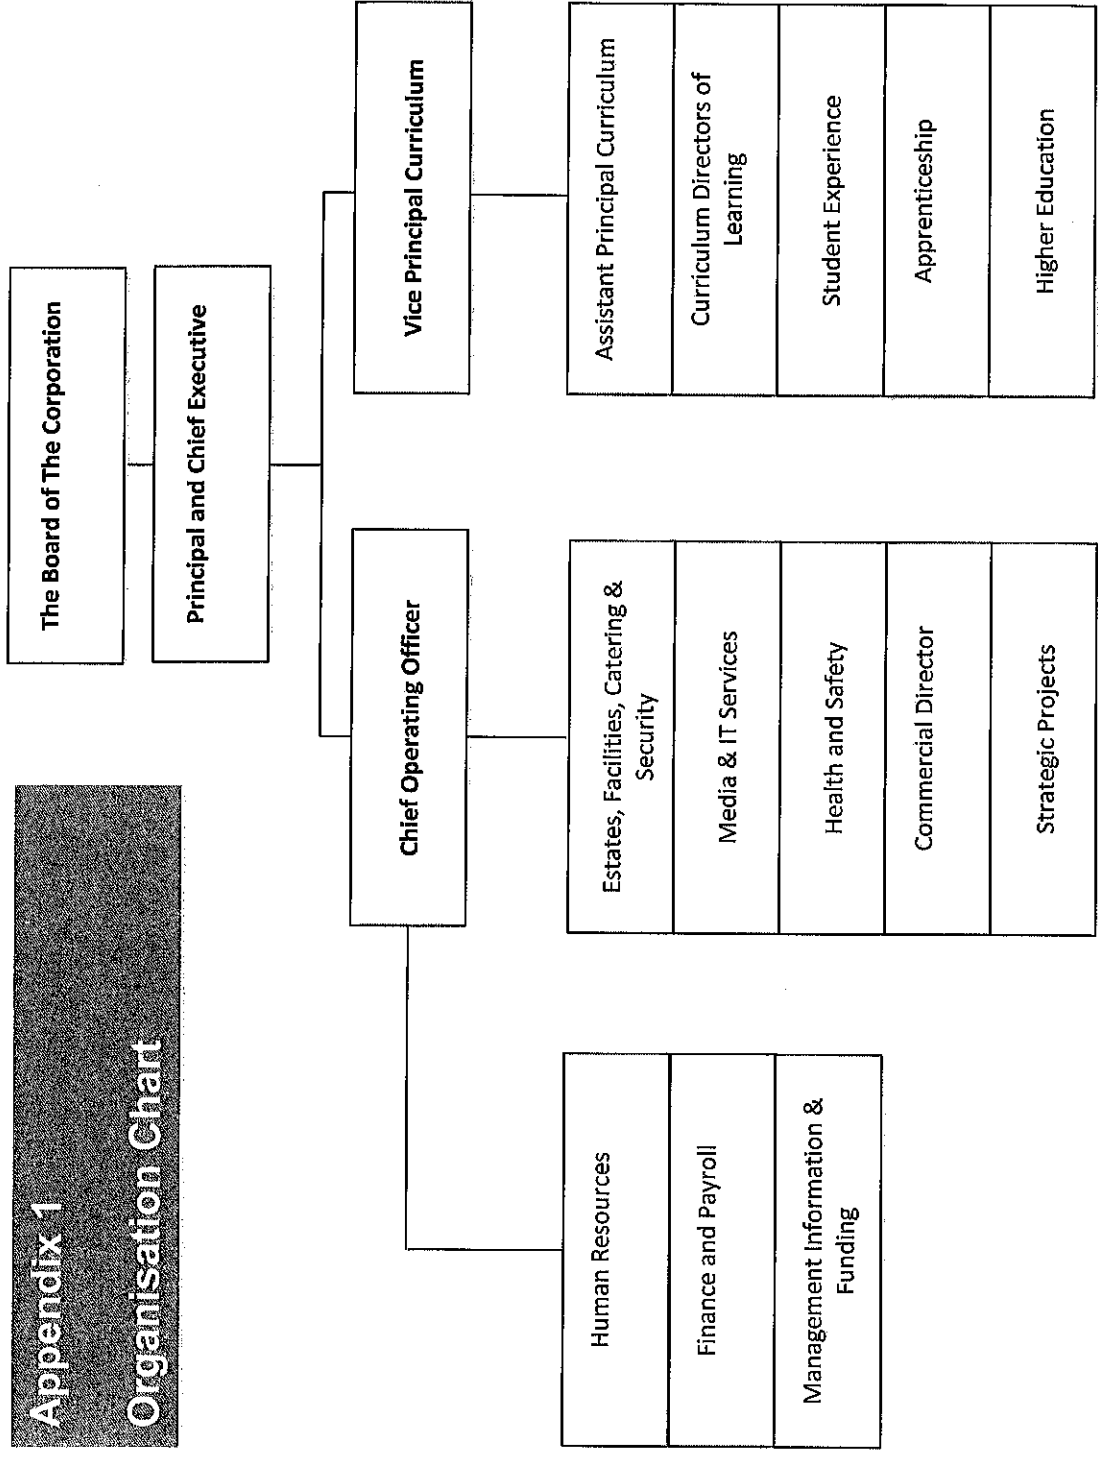 Appendix 1
Organisation Chart
The Board of The Corporation
Principal and Chief Executive
Chief Operating Officer
Vice Principal Curriculum
Human Resources
Finance and Payroll
Management Information &
Funding
Estates, Facilities, Catering &
Security
Media & IT Services
Health and Safety
Commercial Director
Strategic Projects
Assistant Principal Curriculum
Curriculum Directors of
Learning
Student Experience
Apprenticeship
Higher Education